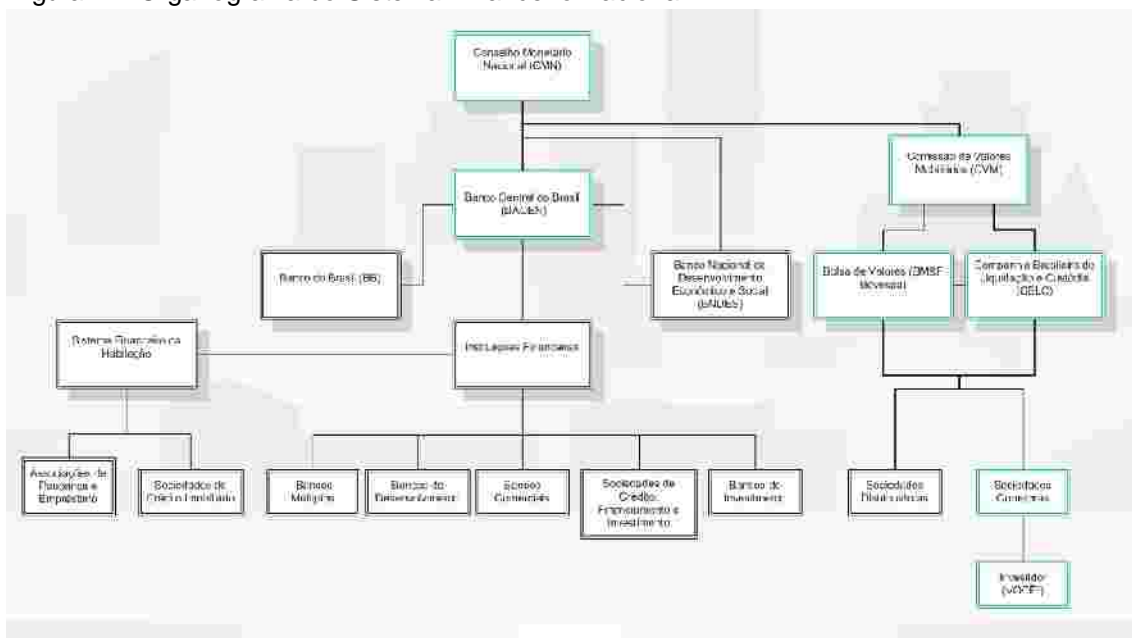 Conselho Monetário
Nacional (CMN)
Comissão de Valores
Mobiliários (CVM)
Banco Central do Brasil
(BACEN)
Banco do Brasil (BB)
Banco Nacional de
Desenvolvimento
Econômico e Social
(BNDES)
Bolsa de Valores (BM&F
Bovespa)
Companhia Brasileira de
Liquidação e Custódia
(CBLC)
Sistema Financeiro da
Habitação
Instituições Financeiras
Associações de
Poupança e
Empréstimo
Sociedades de
Crédito Imobiliário
Bancos
Múltiplos
Bancos de
Desenvolvimento
Bancos
Comerciais
Sociedades de
Crédito,
Financiamento e
Investimento
Bancos de
Investimento
Sociedades
Distribuidoras
Sociedades
Corretoras
Investidor